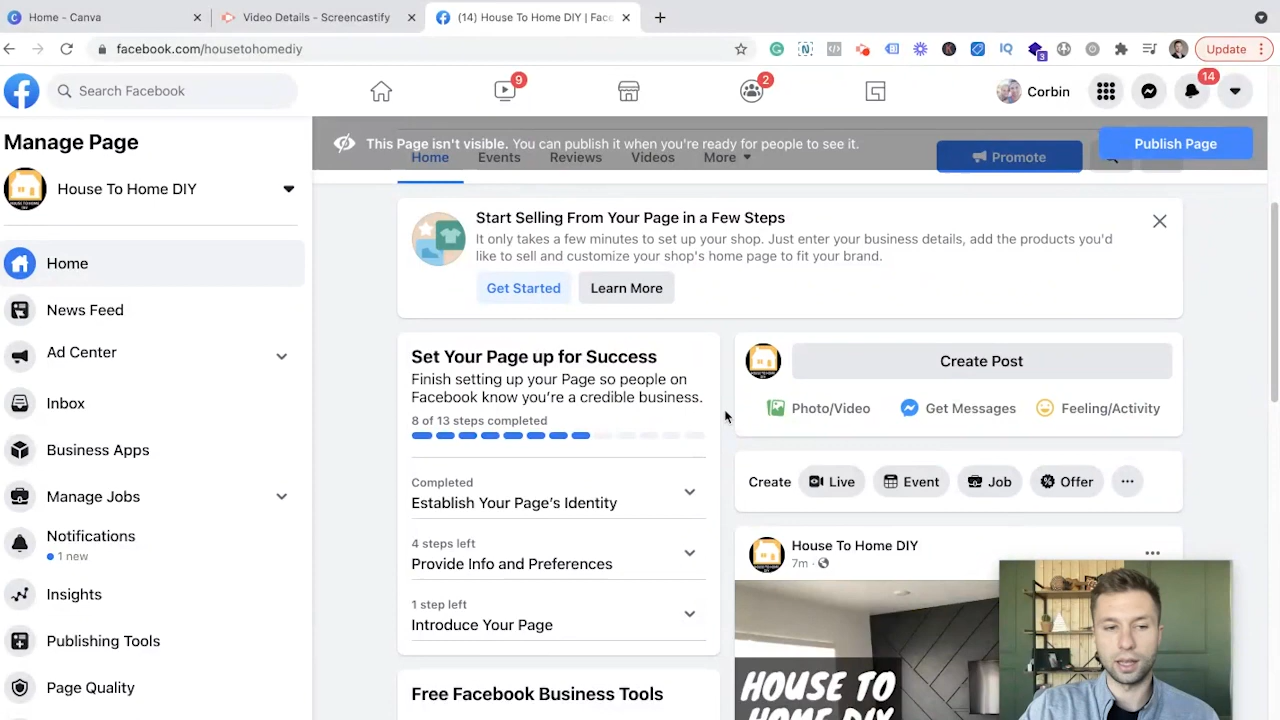 Home - Canva
Video Details - Screencastify
(14) House To Home DIY | Fac
facebook.com/housetohomediy
IQ
3
Update
Search Facebook
9
2
Corbin
14
Manage Page
House To Home DIY
Home
News Feed
Ad Center
Inbox
Business Apps
Manage Jobs
Notifications
1 new
Insights
Publishing Tools
Page Quality
This Page isn't visible. You can publish it when you're ready for people to see it.
Publish Page
Home
Events
Reviews
Videos
More
Promote
Start Selling From Your Page in a Few Steps
It only takes a few minutes to set up your shop. Just enter your business details, add the products you'd
like to sell and customize your shop's home page to fit your brand.
Get Started
Learn More
Set Your Page up for Success
Finish setting up your Page so people on
Facebook know you're a credible business.
8 of 13 steps completed
Completed
Establish Your Page's Identity
4 steps left
Provide Info and Preferences
1 step left
Introduce Your Page
Free Facebook Business Tools
Create Post
Photo/Video
Get Messages
Feeling/Activity
Create
Live
Event
Job
Offer
House To Home DIY
7m
HOUSE TO
HOME DIY